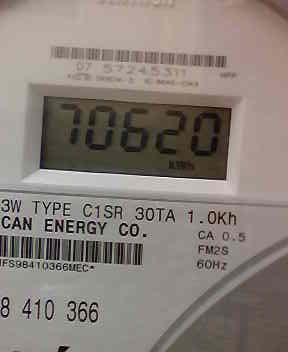 07 57245311
70620
KWh
3W TYPE C1SR 30TA 1.0Kh
CAN ENERGY CO.
CA 0.5
FM2S
60Hz
IFS98410366MEC*
8 410 366